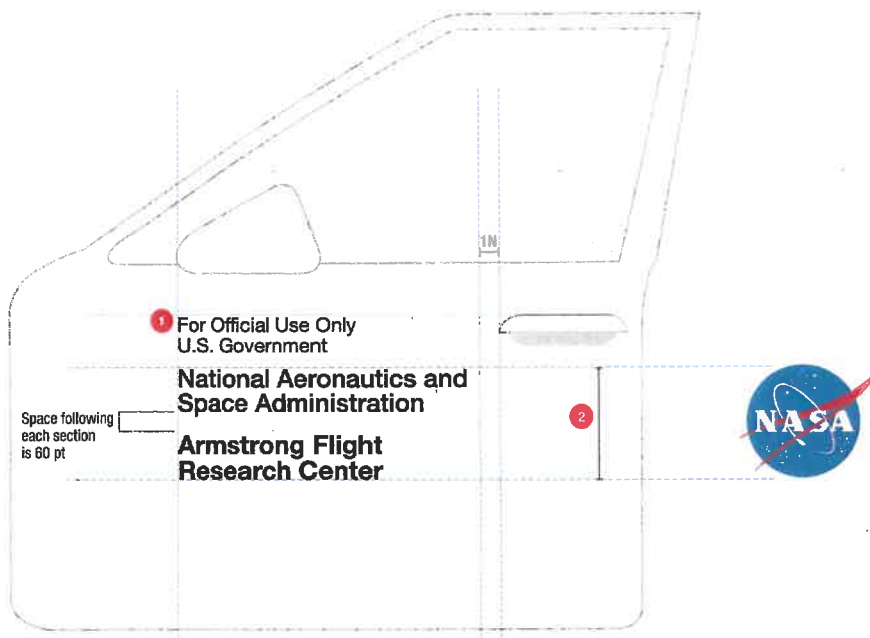 1N
1
For Official Use Only
U.S. Government
National Aeronautics and
Space Administration
Space following
each section
is 60 pt
2
NASA
Armstrong Flight
Research Center